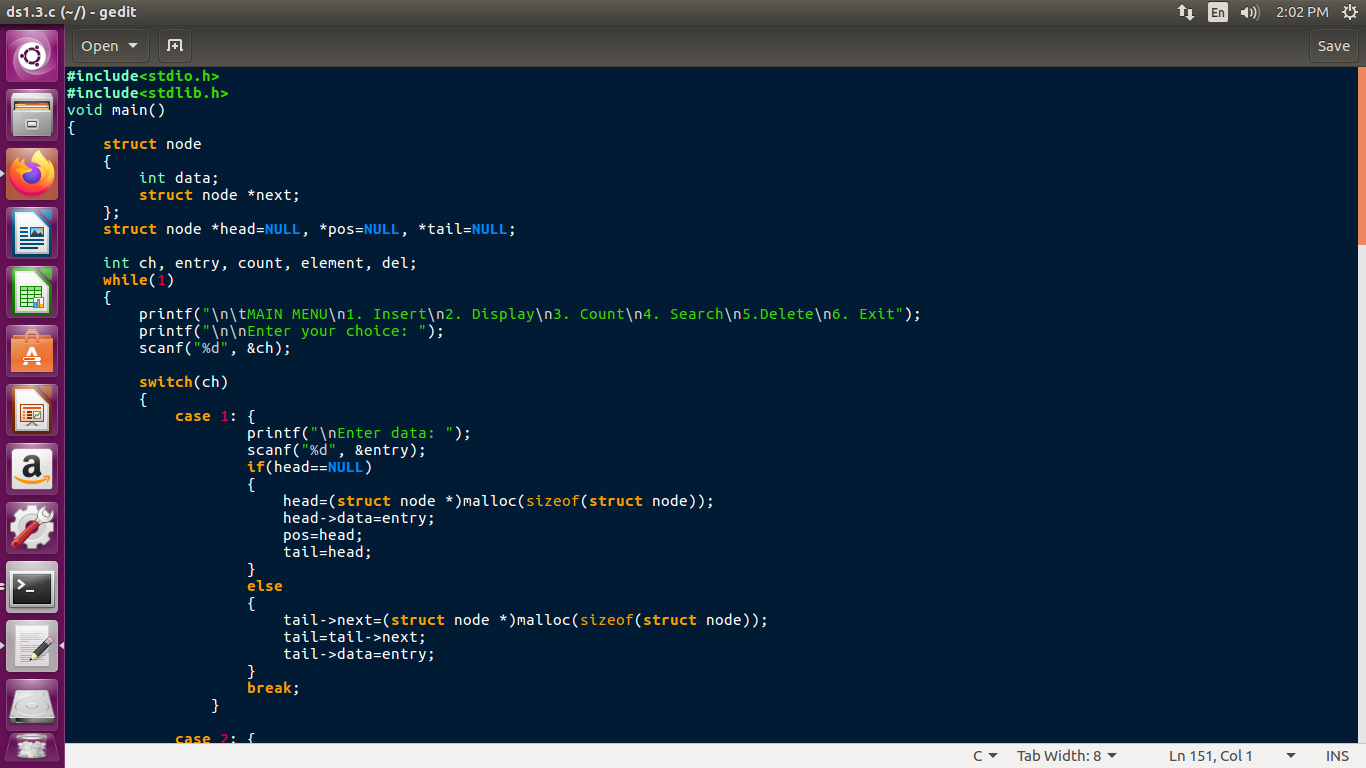 ds1.3.c (~/) - gedit
En
2:02 PM
Open
Save
#include<stdio.h>
#include<stdlib.h>
void main()
{
    struct node
    {
        int data;
        struct node *next;
    };
    struct node *head=NULL, *pos=NULL, *tail=NULL;

    int ch, entry, count, element, del;
    while(1)
    {
        printf("\n\tMAIN MENU\n1. Insert\n2. Display\n3. Count\n4. Search\n5.Delete\n6. Exit");
        printf("\n\nEnter your choice: ");
        scanf("%d", &ch);

        switch(ch)
        {
            case 1: {
                    printf("\nEnter data: ");
                    scanf("%d", &entry);
                    if(head==NULL)
                    {
                        head=(struct node *)malloc(sizeof(struct node));
                        head->data=entry;
                        pos=head;
                        tail=head;
                    }
                    else
                    {
                        tail->next=(struct node *)malloc(sizeof(struct node));
                        tail=tail->next;
                        tail->data=entry;
                    }
                    break;
                }

            case 2: {
C
Tab Width: 8
Ln 151, Col 1
INS